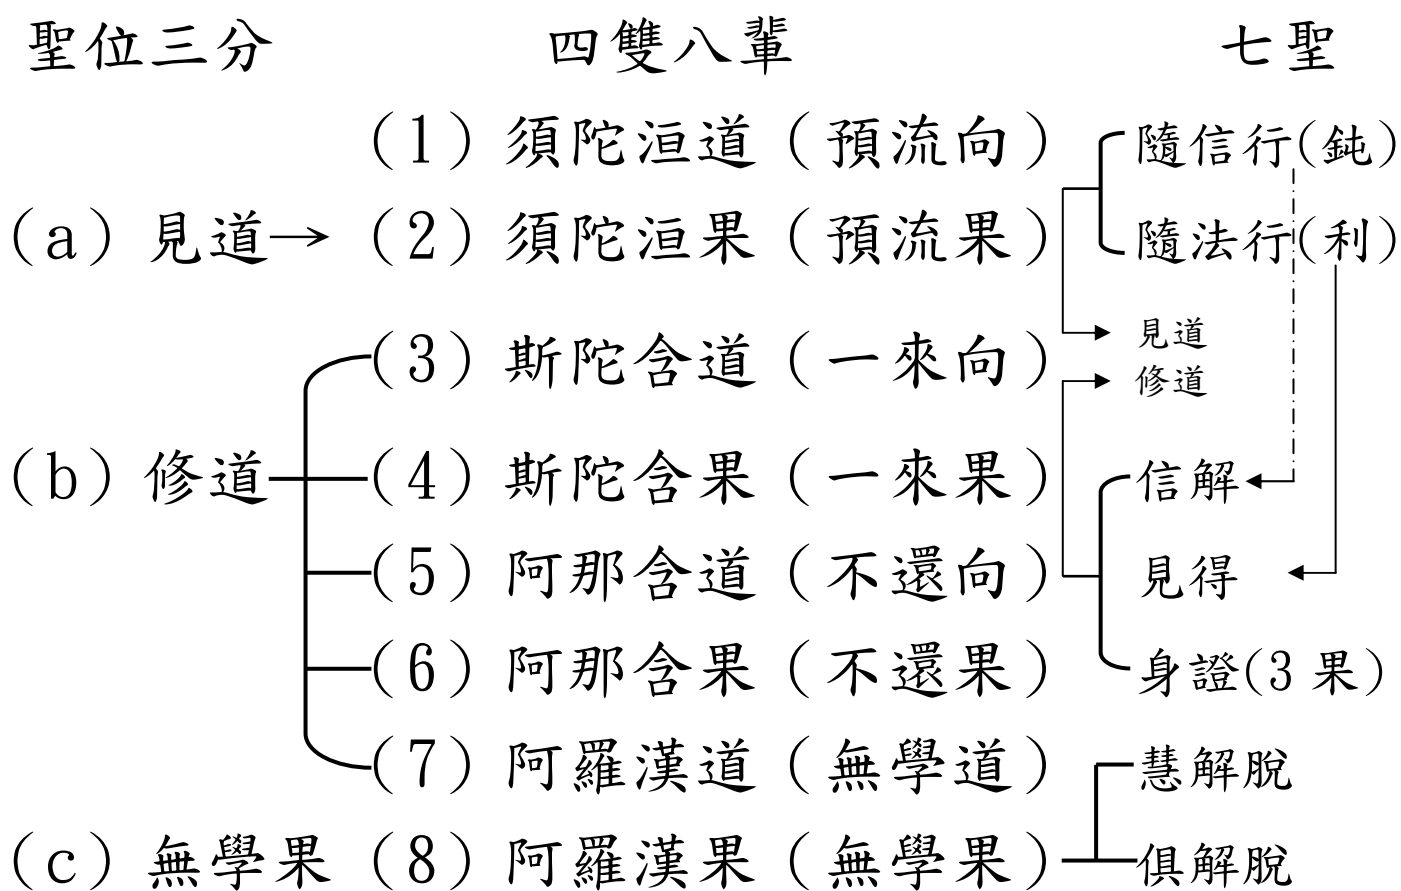 聖位三分 四雙八輩 七聖
(1) 須陀洹道 (預流向) 隨信行(鈍)
(a) 見道 (2) 須陀洹果 (預流果) 隨法行(利)
見道
(3) 斯陀含道 (一來向)
修道
(b) 修道 (4) 斯陀含果 (一來果) 信解
(5) 阿那含道 (不還向) 見得
(6) 阿那含果 (不還果) 身證(3 果)
(7) 阿羅漢道 (無學道) 慧解脫
(c) 無學果 (8) 阿羅漢果 (無學果) 俱解脫